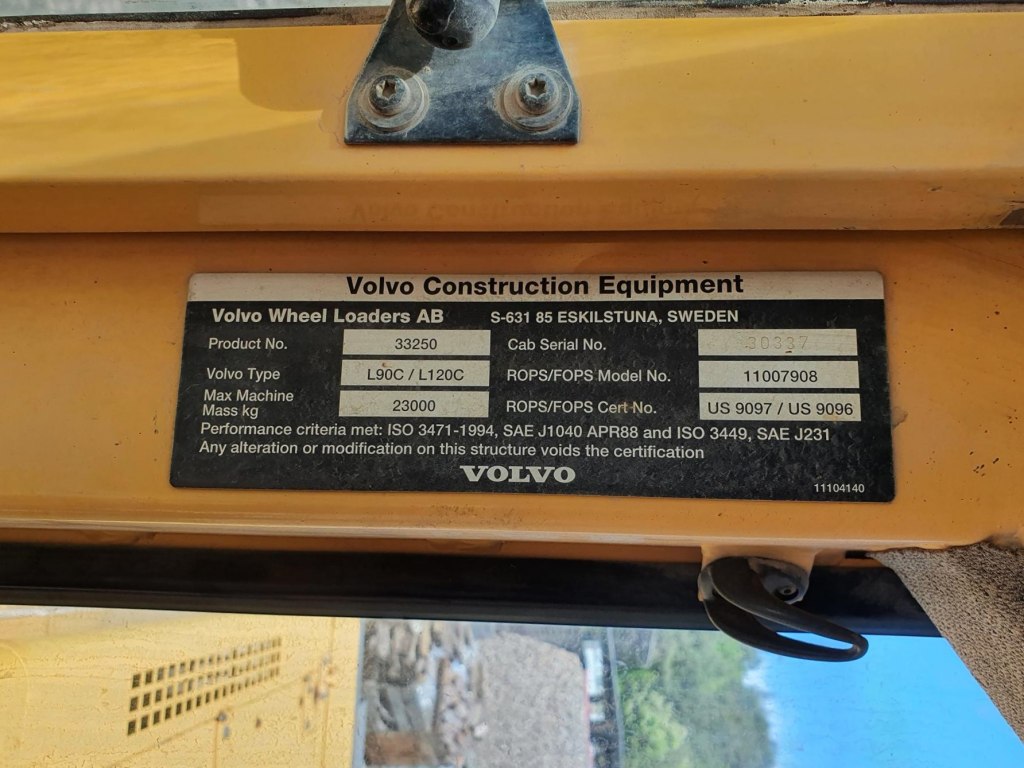 Volvo Construction Equipment
Volvo Wheel Loaders AB S-631 85 ESKILSTUNA, SWEDEN
Product No. 33250 Cab Serial No. 30337
Volvo Type L90C / L120C ROPS/FOPS Model No. 11007908
Max Machine
Mass kg 23000 ROPS/FOPS Cert No. US 9097 / US 9096
Performance criteria met: ISO 3471-1994, SAE J1040 APR88 and ISO 3449, SAE J231
Any alteration or modification on this structure voids the certification
VOLVO
11104140